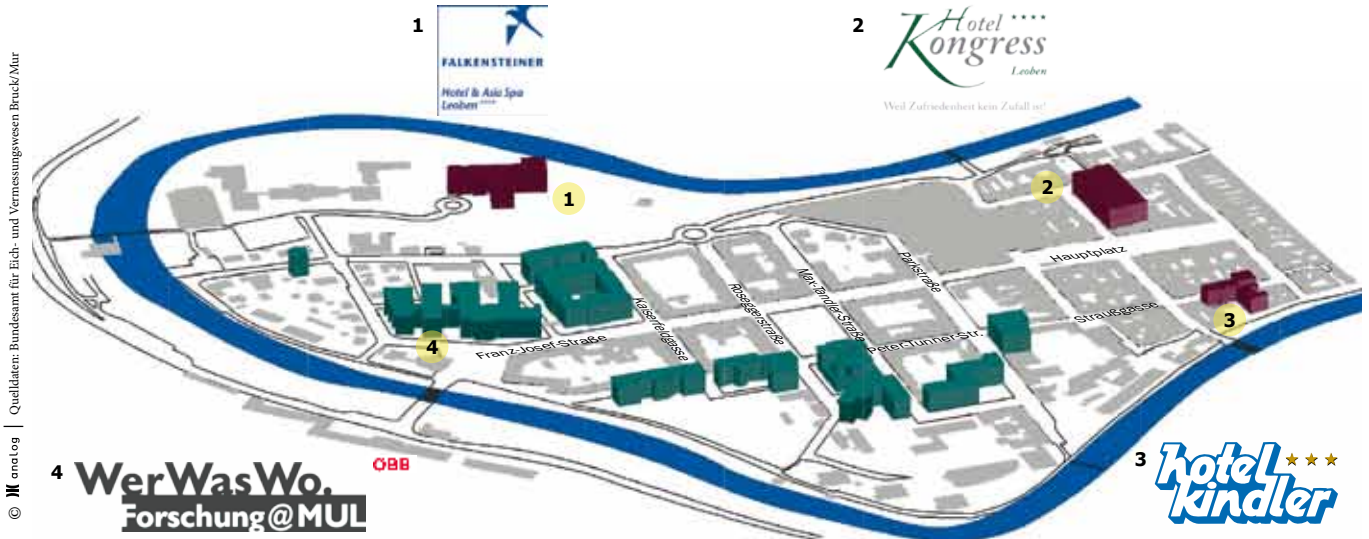 1
FALKENSTEINER
Hotel & Asia Spa
Leoben ****
2
Hotel ****
Kongress
Leoben
Weil Zufriedenheit kein Zufall ist!
© analog | Quelldaten: Bundesamt für Eich- und Vermessungswesen Bruck/Mur
1
2
Hauptplatz
Parkstraße
Max-Tendler-Straße
Roseggerstraße
Kaiserfeldgasse
Straußgasse
3
Peter-Tunner-Str.
Franz-Josef-Straße
4
ÖBB
4 WerWasWo.
Forschung@MUL
3 hotel ★★★
kindler